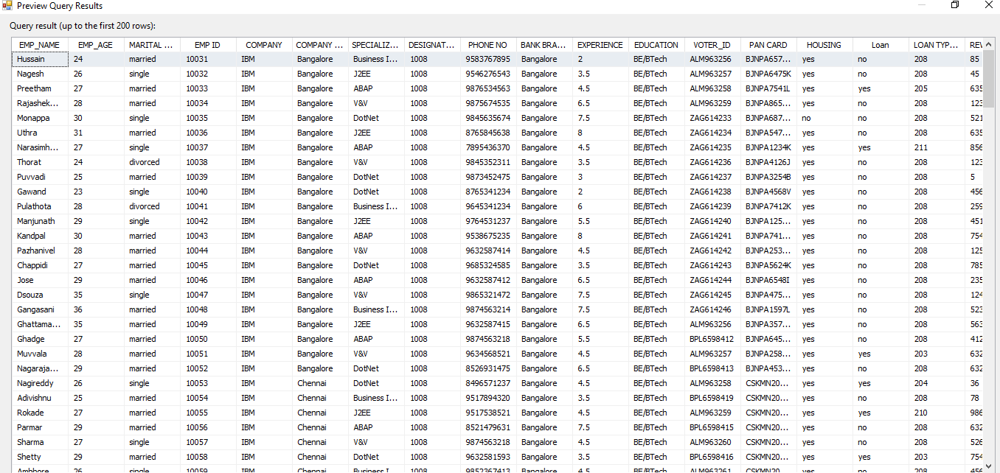 Preview Query Results
Query result (up to the first 200 rows):
EMP_NAME EMP_AGE MARITAL ... EMP ID COMPANY COMPANY ... SPECIALIZ... DESIGNAT... PHONE NO BANK BRA... EXPERIENCE EDUCATION VOTER_ID PAN CARD HOUSING Loan LOAN TYP... REV
Hussain 24 married 10031 IBM Bangalore Business I... 1008 9583767895 Bangalore 2 BE/BTech ALM963256 BJNPA657... yes no 208 85
Nagesh 26 single 10032 IBM Bangalore J2EE 1008 9546276543 Bangalore 3.5 BE/BTech ALM963257 BJNPA6475K yes no 208 45
Preetham 27 married 10033 IBM Bangalore ABAP 1008 9876534563 Bangalore 4.5 BE/BTech ALM963258 BJNPA7541L yes yes 205 635
Rajashek... 28 married 10034 IBM Bangalore V&V 1008 9875674535 Bangalore 6.5 BE/BTech ALM963259 BJNPA865... yes no 208 123
Monappa 30 single 10035 IBM Bangalore DotNet 1008 9845635674 Bangalore 7.5 BE/BTech ZAG614233 BJNPA687... no no 208 521
Uthra 31 married 10036 IBM Bangalore J2EE 1008 8765845638 Bangalore 8 BE/BTech ZAG614234 BJNPA547... yes no 208 635
Narasimh... 27 single 10037 IBM Bangalore ABAP 1008 7895436370 Bangalore 4.5 BE/BTech ZAG614235 BJNPA1234K yes yes 211 856
Thorat 24 divorced 10038 IBM Bangalore V&V 1008 9845352311 Bangalore 3.5 BE/BTech ZAG614236 BJNPA4126J yes no 208 123
Puvvadi 25 married 10039 IBM Bangalore DotNet 1008 9873452475 Bangalore 3 BE/BTech ZAG614237 BJNPA3254B yes no 208 5
Gawand 23 single 10040 IBM Bangalore DotNet 1008 8765341234 Bangalore 2 BE/BTech ZAG614238 BJNPA4568V yes no 208 456
Pulathota 28 divorced 10041 IBM Bangalore Business I... 1008 9645341234 Bangalore 6 BE/BTech ZAG614239 BJNPA7412K yes no 208 259
Manjunath 29 single 10042 IBM Bangalore J2EE 1008 9764531237 Bangalore 5.5 BE/BTech ZAG614240 BJNPA125... yes no 208 451
Kandpal 30 married 10043 IBM Bangalore ABAP 1008 9538675235 Bangalore 8 BE/BTech ZAG614241 BJNPA741... yes no 208 754
Pazhanivel 28 married 10044 IBM Bangalore V&V 1008 9632587414 Bangalore 4.5 BE/BTech ZAG614242 BJNPA253... yes no 208 125
Chappidi 27 married 10045 IBM Bangalore DotNet 1008 9685324585 Bangalore 3.5 BE/BTech ZAG614243 BJNPA5624K yes no 208 785
Jose 29 married 10046 IBM Bangalore ABAP 1008 9632587412 Bangalore 6.5 BE/BTech ZAG614244 BJNPA6548I yes no 208 235
Dsouza 35 single 10047 IBM Bangalore V&V 1008 9865321472 Bangalore 7.5 BE/BTech ZAG614245 BJNPA475... yes no 208 124
Gangasani 36 married 10048 IBM Bangalore Business I... 1008 9874563214 Bangalore 7.5 BE/BTech ZAG614246 BJNPA1597L yes no 208 523
Ghattama... 35 married 10049 IBM Bangalore J2EE 1008 9632587415 Bangalore 6.5 BE/BTech ALM963256 BJNPA357... yes no 208 563
Ghadge 27 married 10050 IBM Bangalore ABAP 1008 9874563218 Bangalore 5.5 BE/BTech BPL6598412 BJNPA645... yes no 208 412
Muvvala 28 married 10051 IBM Bangalore V&V 1008 9634568521 Bangalore 4.5 BE/BTech ALM963257 BJNPA258... yes yes 203 632
Nagaraja... 29 married 10052 IBM Bangalore DotNet 1008 8526931475 Bangalore 6.5 BE/BTech BPL6598413 BJNPA453... yes no 208 632
Nagireddy 26 single 10053 IBM Chennai DotNet 1008 8496571237 Bangalore 4.5 BE/BTech ALM963258 CSKMN20... yes yes 204 36
Adivishnu 25 married 10054 IBM Chennai Business I... 1008 9517894320 Bangalore 3.5 BE/BTech BPL6598419 CSKMN20... yes no 208 78
Rokade 27 married 10055 IBM Chennai J2EE 1008 9517538521 Bangalore 4.5 BE/BTech ALM963259 CSKMN20... yes yes 210 986
Parmar 29 married 10056 IBM Chennai ABAP 1008 8521479631 Bangalore 7.5 BE/BTech BPL6598415 CSKMN20... yes no 208 632
Sharma 27 single 10057 IBM Chennai V&V 1008 9874563218 Bangalore 4.5 BE/BTech ALM963260 CSKMN20... yes no 208 526
Shetty 29 married 10058 IBM Chennai DotNet 1008 9632587413 Bangalore 3.5 BE/BTech BPL6598416 CSKMN20... yes yes 203 754
Ambhore 26 single 10059 IBM Chennai Business I... 1008 9852367413 Bangalore 4.5 BE/BTech ALM963261 CSKMN20... yes no 208 456